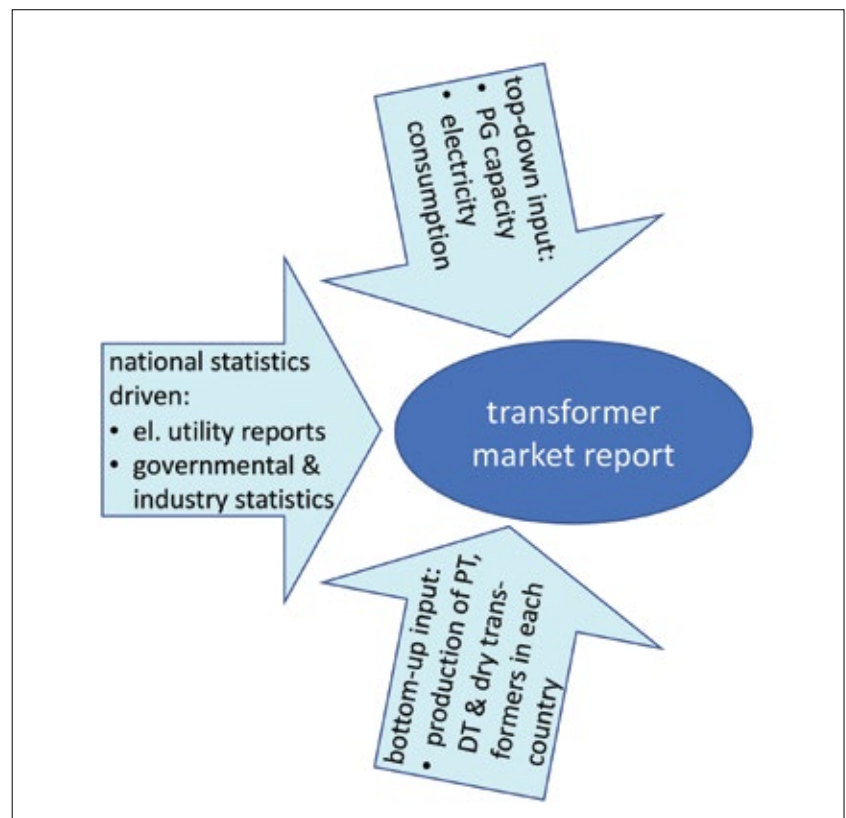 top-down input:
• PG capacity
• electricity
consumption
national statistics
driven:
• el. utility reports
• governmental &
industry statistics
transformer
market report
bottom-up input:
• production of PT,
DT & dry trans-
formers in each
country